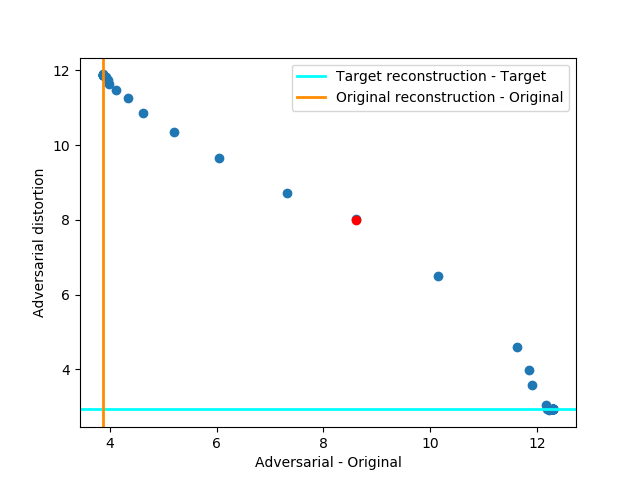 Target reconstruction - Target
Original reconstruction - Original
12
10
8
6
4
Adversarial distortion
4 6 8 10 12
Adversarial - Original